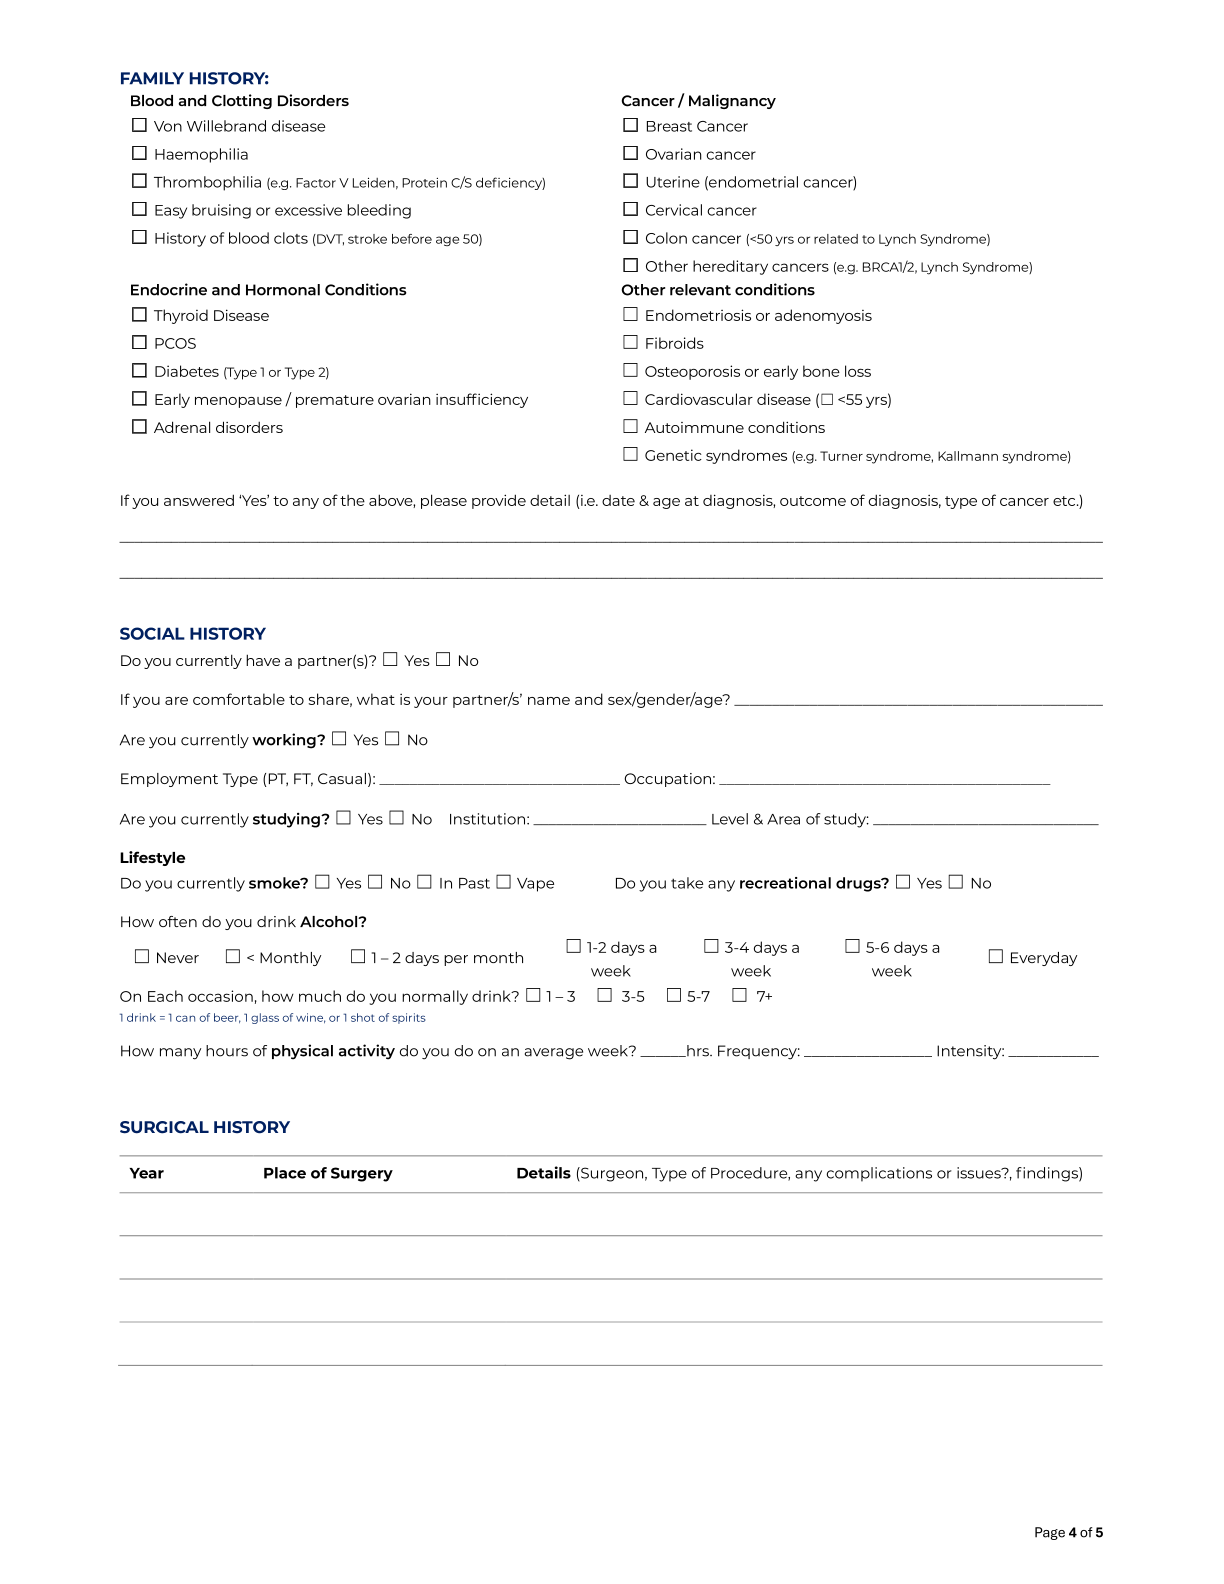 FAMILY HISTORY:
Blood and Clotting Disorders
☐ Von Willebrand disease
☐ Haemophilia
☐ Thrombophilia (e.g. Factor V Leiden, Protein C/S deficiency)
☐ Easy bruising or excessive bleeding
☐ History of blood clots (DVT, stroke before age 50)
Cancer / Malignancy
☐ Breast Cancer
☐ Ovarian cancer
☐ Uterine (endometrial cancer)
☐ Cervical cancer
☐ Colon cancer (<50 yrs or related to Lynch Syndrome)
☐ Other hereditary cancers (e.g. BRCA1/2, Lynch Syndrome)
Endocrine and Hormonal Conditions
☐ Thyroid Disease
☐ PCOS
☐ Diabetes (Type 1 or Type 2)
☐ Early menopause / premature ovarian insufficiency
☐ Adrenal disorders
Other relevant conditions
☐ Endometriosis or adenomyosis
☐ Fibroids
☐ Osteoporosis or early bone loss
☐ Cardiovascular disease (☐ <55 yrs)
☐ Autoimmune conditions
☐ Genetic syndromes (e.g. Turner syndrome, Kallmann syndrome)
If you answered ‘Yes’ to any of the above, please provide detail (i.e. date & age at diagnosis, outcome of diagnosis, type of cancer etc.)
SOCIAL HISTORY
Do you currently have a partner(s)? ☐ Yes ☐ No
If you are comfortable to share, what is your partner/s’ name and sex/gender/age? ____________
Are you currently working? ☐ Yes ☐ No
Employment Type (PT, FT, Casual): ____________ Occupation: ____________
Are you currently studying? ☐ Yes ☐ No Institution: ____________ Level & Area of study: ____________
Lifestyle
Do you currently smoke? ☐ Yes ☐ No ☐ In Past ☐ Vape Do you take any recreational drugs? ☐ Yes ☐ No
How often do you drink Alcohol?
☐ Never ☐ < Monthly ☐ 1 – 2 days per month ☐ 1-2 days a week ☐ 3-4 days a week ☐ 5-6 days a week ☐ Everyday
On Each occasion, how much do you normally drink? ☐ 1 – 3 ☐ 3-5 ☐ 5-7 ☐ 7+
1 drink = 1 can of beer, 1 glass of wine, or 1 shot of spirits
How many hours of physical activity do you do on an average week? ______hrs. Frequency: ____________ Intensity: ____________
SURGICAL HISTORY
Year Place of Surgery Details (Surgeon, Type of Procedure, any complications or issues?, findings)
Page 4 of 5